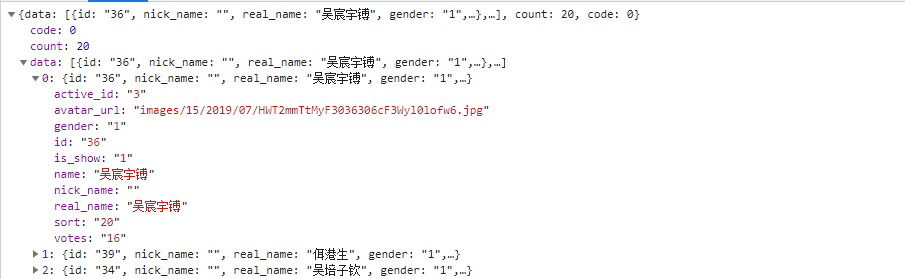 {data: [{id: "36", nick_name: "", real_name: "吴宸宇镈", gender: "1",…},…], count: 20, code: 0}
code: 0
count: 20
data: [{id: "36", nick_name: "", real_name: "吴宸宇镈", gender: "1",…},…]
0: {id: "36", nick_name: "", real_name: "吴宸宇镈", gender: "1",…}
active_id: "3"
avatar_url: "images/15/2019/07/HWT2mmTtMyF3036306cF3Wyl0lofw6.jpg"
gender: "1"
id: "36"
is_show: "1"
name: "吴宸宇镈"
nick_name: ""
real_name: "吴宸宇镈"
sort: "20"
votes: "16"
1: {id: "39", nick_name: "", real_name: "佴港生", gender: "1",…}
2: {id: "34", nick_name: "", real_name: "吴培子钦", gender: "1",…}